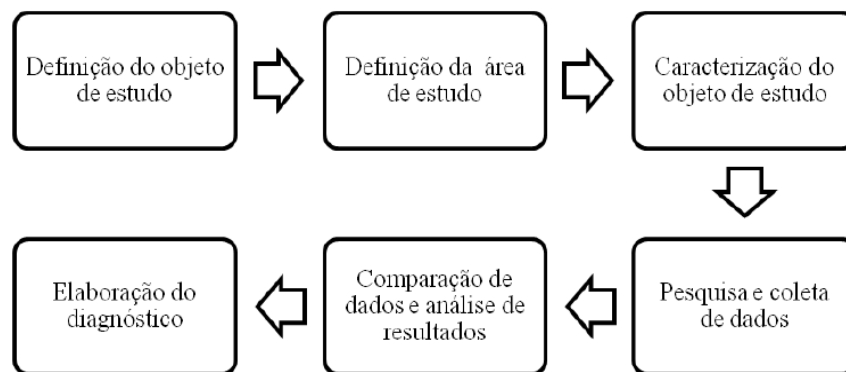 Definição do objeto
de estudo
Definição da área
de estudo
Caracterização do
objeto de estudo
Pesquisa e coleta
de dados
Comparação de
dados e análise de
resultados
Elaboração do
diagnóstico